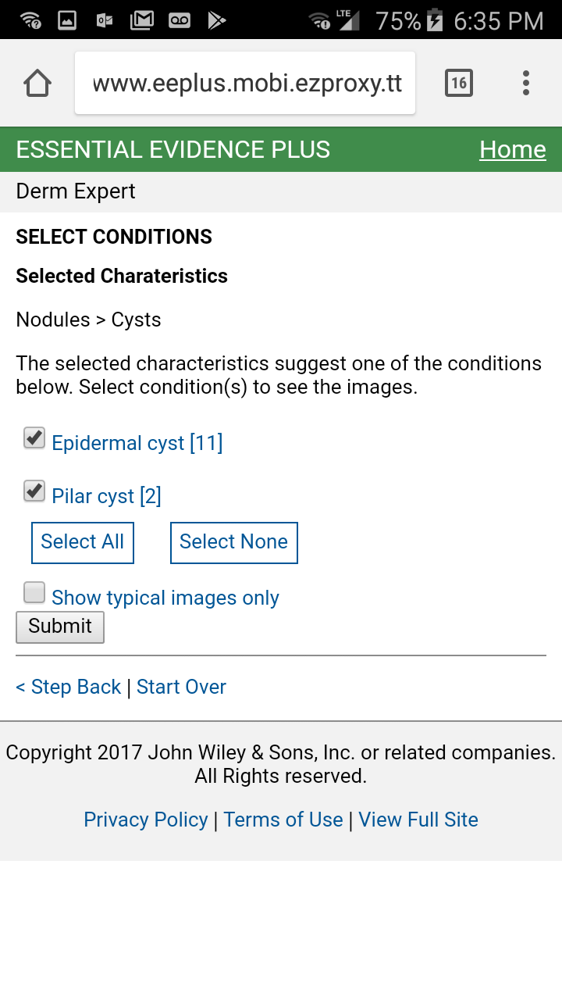 LTE 75% 6:35 PM
www.eeplus.mobi.ezproxy.tt 16
ESSENTIAL EVIDENCE PLUS Home
Derm Expert
SELECT CONDITIONS
Selected Charateristics
Nodules > Cysts
The selected characteristics suggest one of the conditions
below. Select condition(s) to see the images.
Epidermal cyst [11]
Pilar cyst [2]
Select All Select None
Show typical images only
Submit
< Step Back | Start Over
Copyright 2017 John Wiley & Sons, Inc. or related companies.
All Rights reserved.
Privacy Policy | Terms of Use | View Full Site